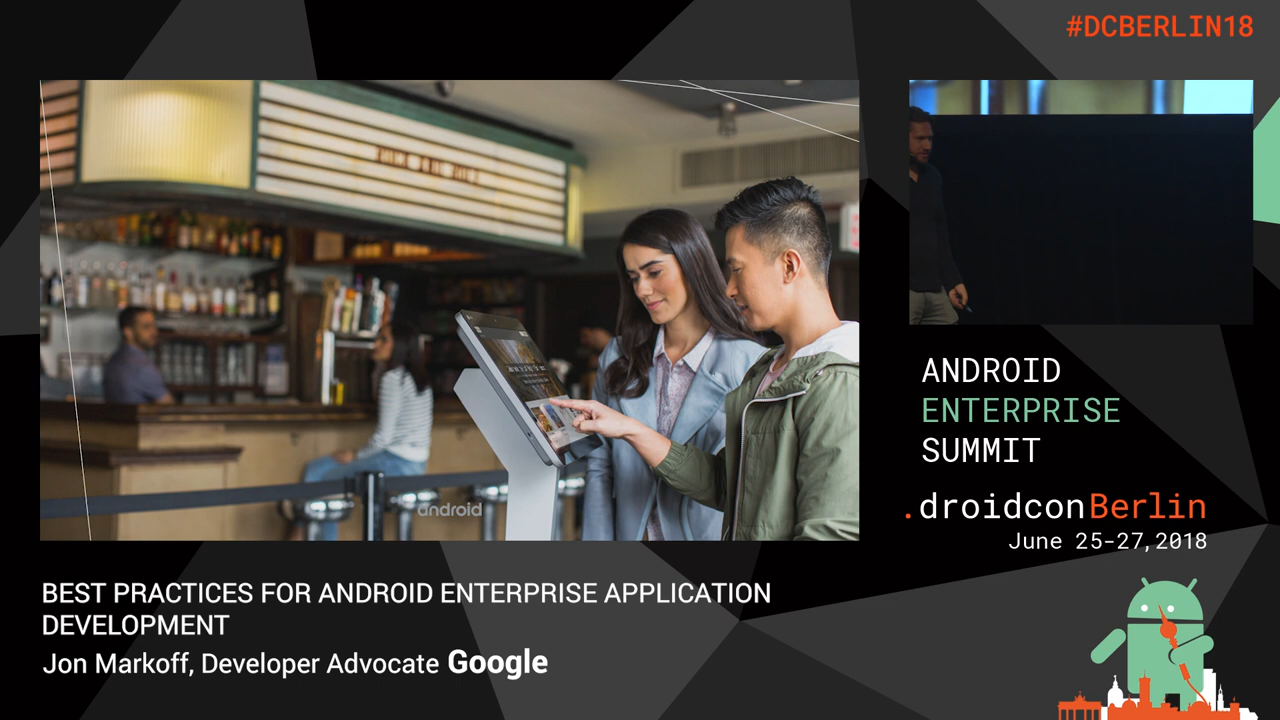 #DCBERLIN18
ANDROID
ENTERPRISE
SUMMIT
.droidconBerlin
June 25-27, 2018
android
BEST PRACTICES FOR ANDROID ENTERPRISE APPLICATION
DEVELOPMENT
Jon Markoff, Developer Advocate Google